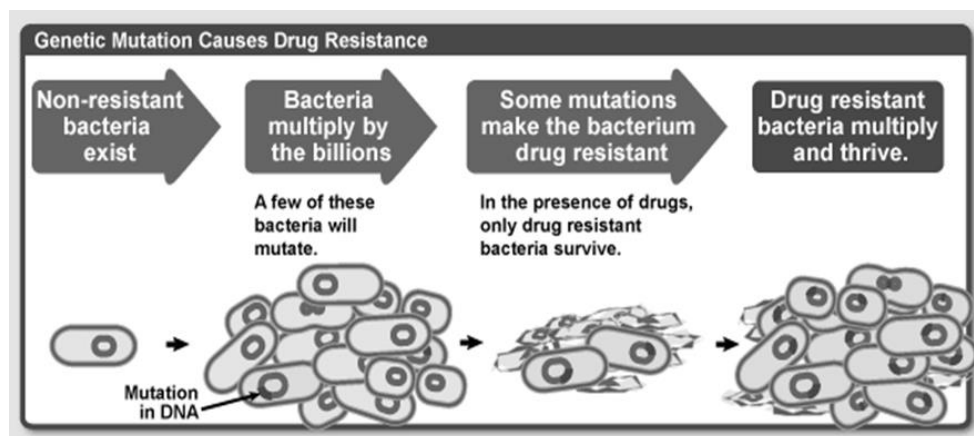 Genetic Mutation Causes Drug Resistance
Non-resistant
bacteria
exist
Bacteria
multiply by
the billions
Some mutations
make the bacterium
drug resistant
Drug resistant
bacteria multiply
and thrive.
A few of these
bacteria will
mutate.
In the presence of drugs,
only drug resistant
bacteria survive.
Mutation
in DNA